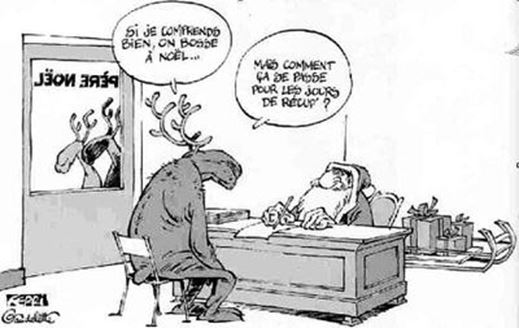 SI JE COMPRENDS
BIEN, ON BOSSE
À NOËL...
MAIS COMMENT
ÇA SE PASSE
POUR LES JOURS
DE RÉCUP' ?
PÈRE NOËL
FERRI